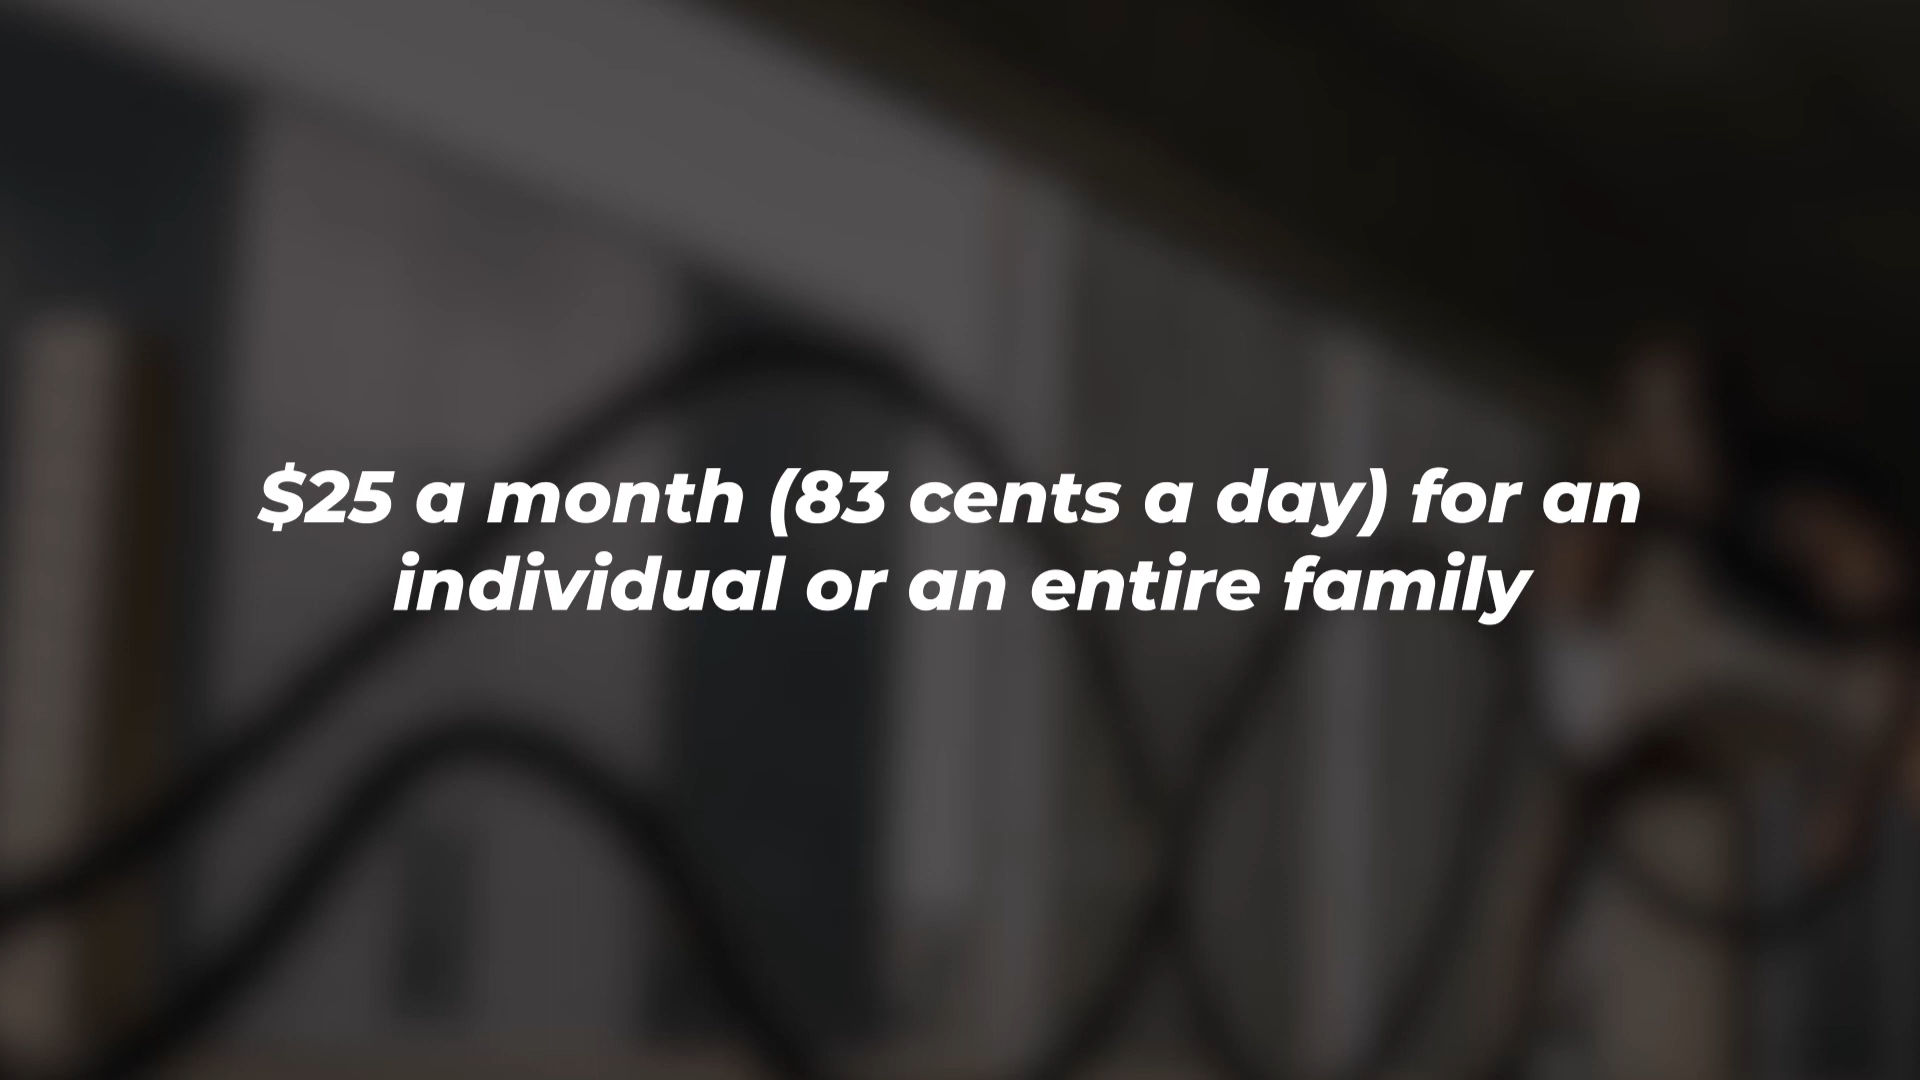 $25 a month (83 cents a day) for an
individual or an entire family